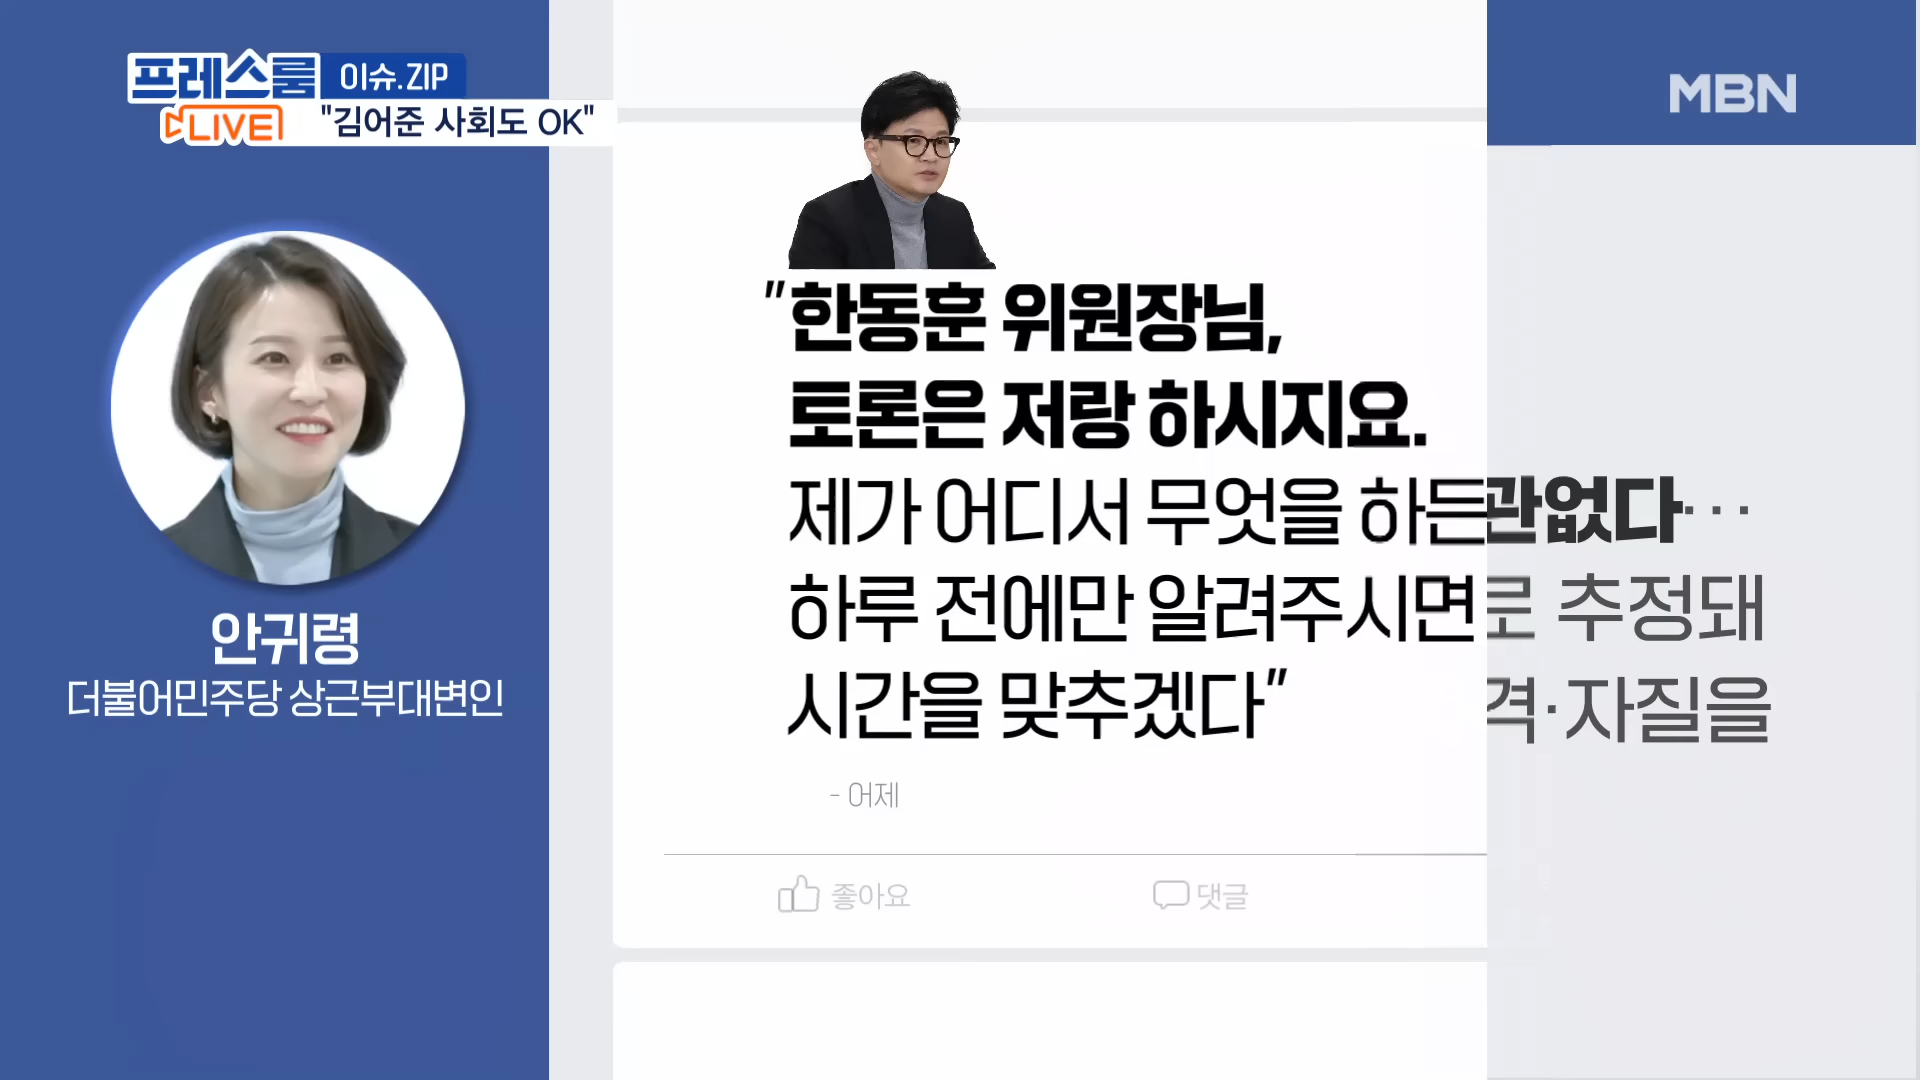 프레스룸 이슈.ZIP
LIVE "김어준 사회도 OK"
MBN
안귀령
더불어민주당 상근부대변인
"한동훈 위원장님,
토론은 저랑 하시지요.
제가 어디서 무엇을 하든
하루 전에만 알려주시면
시간을 맞추겠다"
- 어제
좋아요
댓글
관없다…
로 추정돼
격·자질을